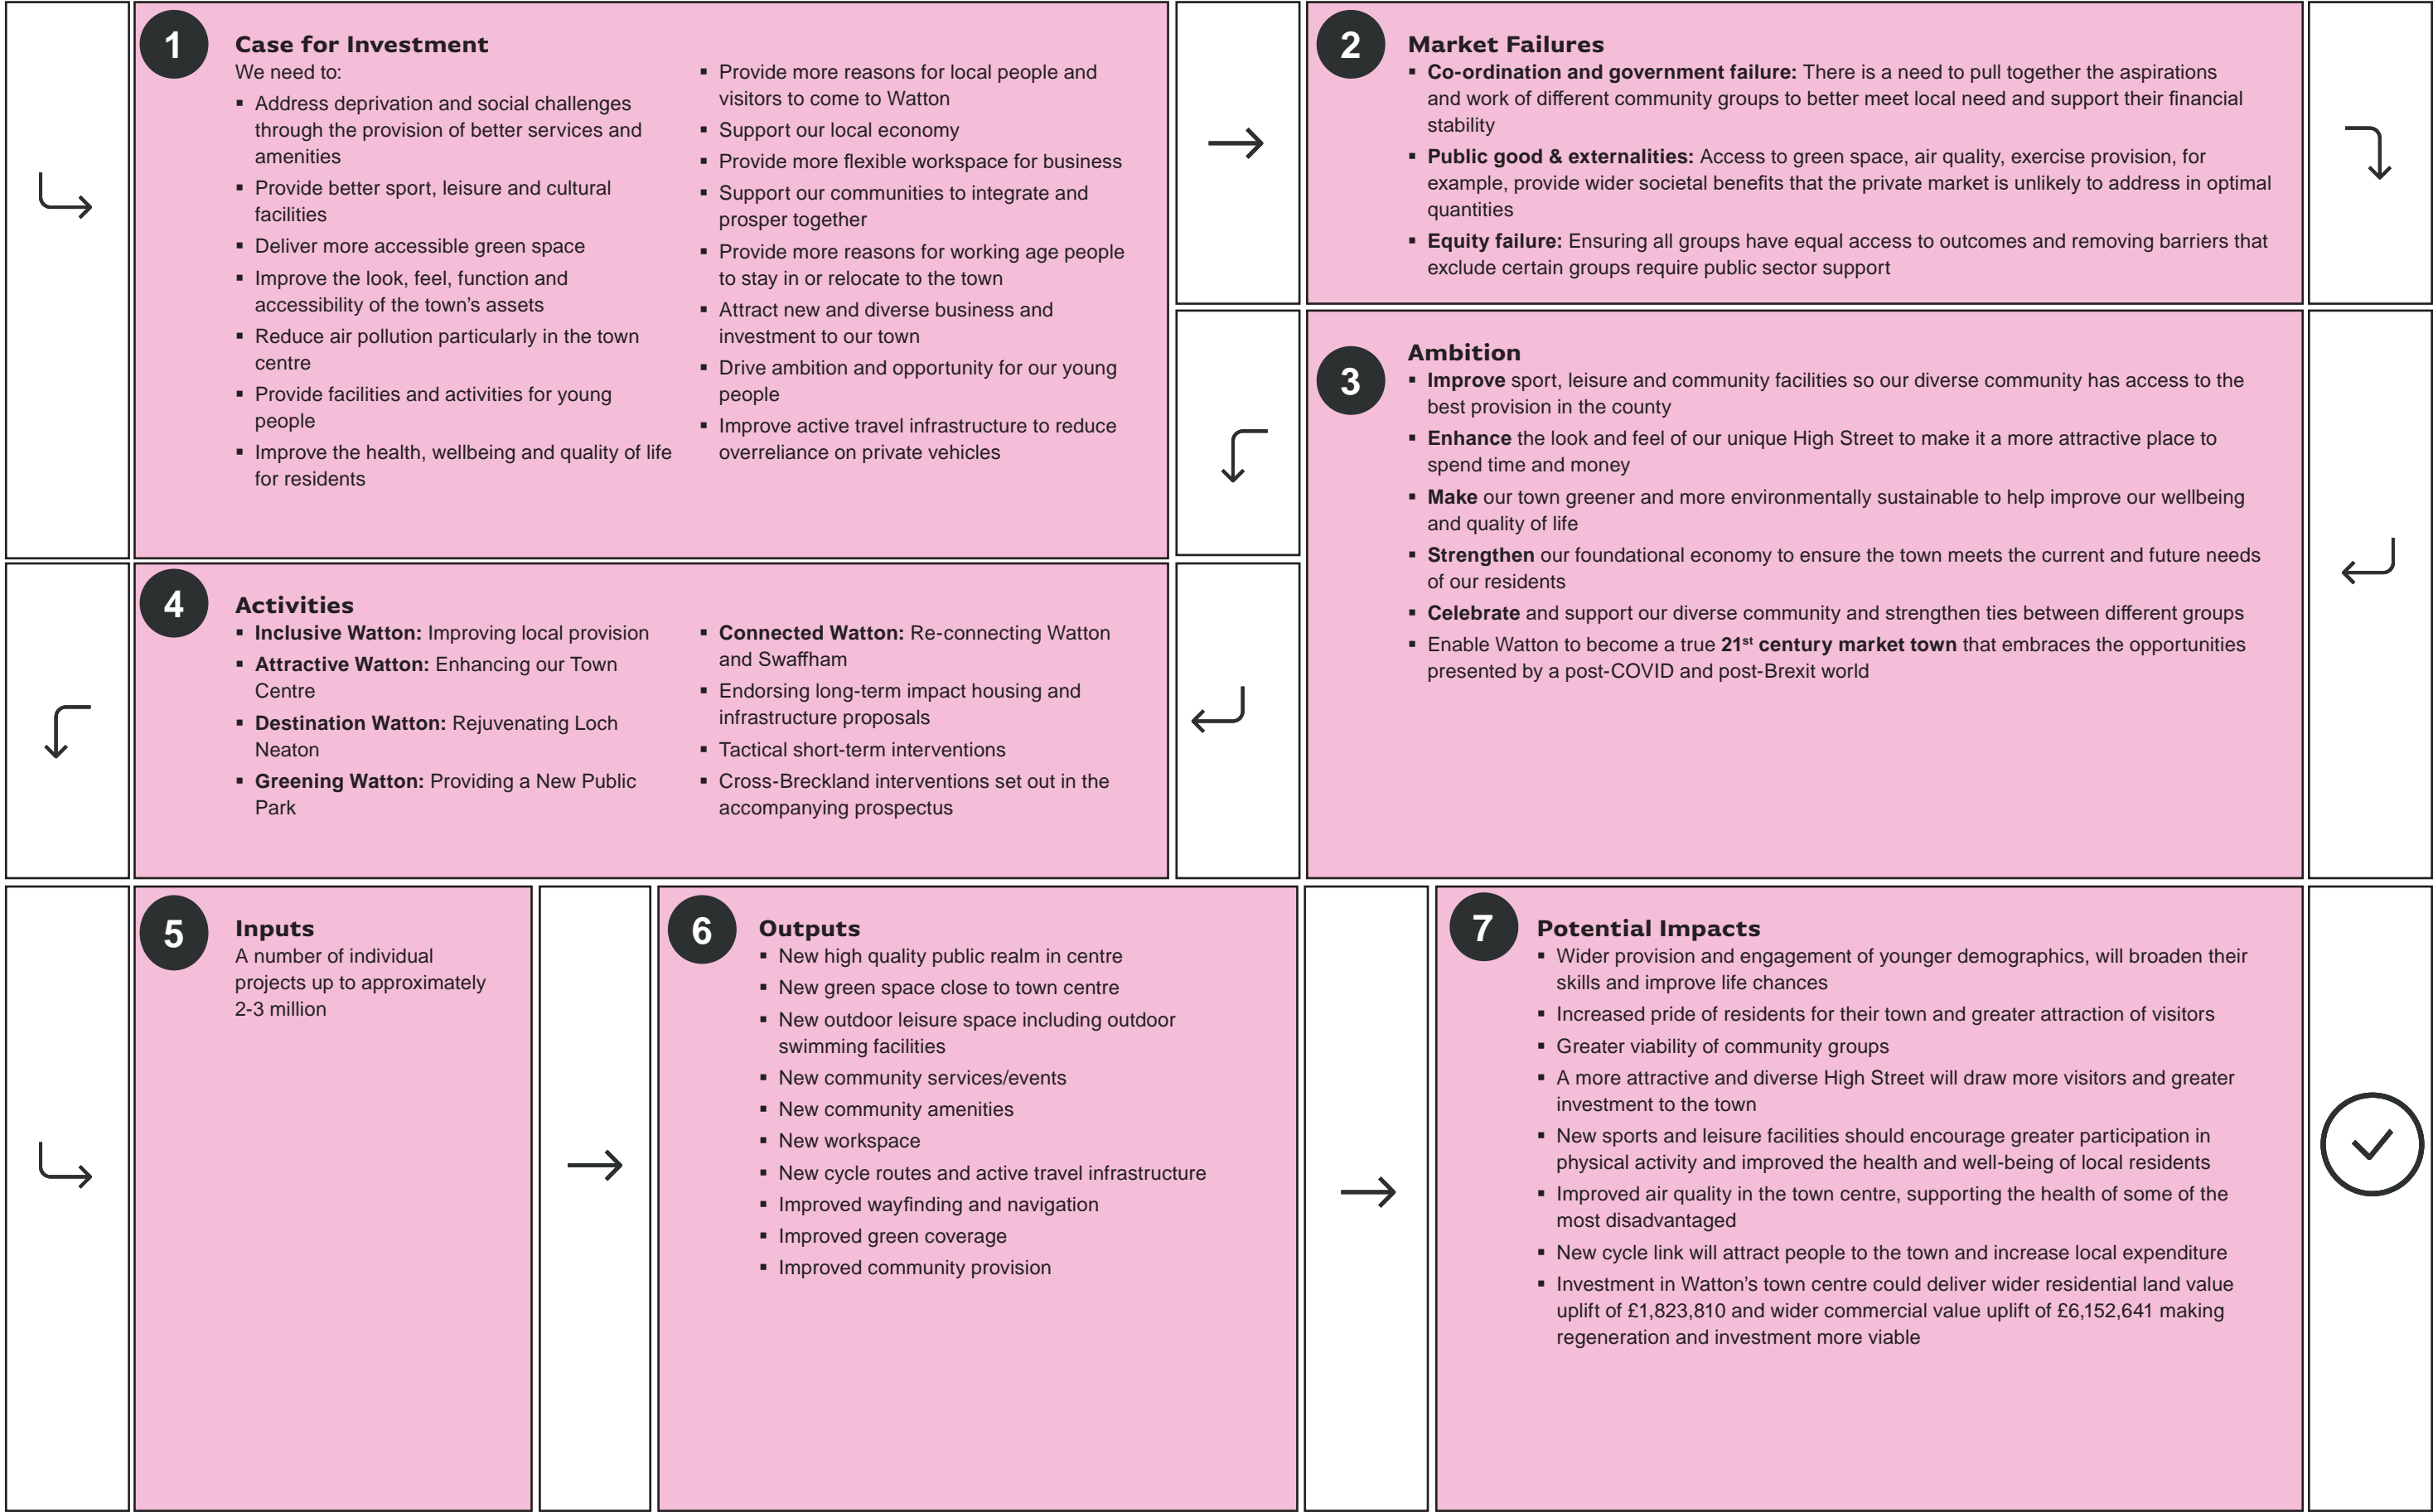 1
Case for Investment
We need to:
▪ Address deprivation and social challenges
through the provision of better services and
amenities
▪ Provide better sport, leisure and cultural
facilities
▪ Deliver more accessible green space
▪ Improve the look, feel, function and
accessibility of the town’s assets
▪ Reduce air pollution particularly in the town
centre
▪ Provide facilities and activities for young
people
▪ Improve the health, wellbeing and quality of life
for residents
▪ Provide more reasons for local people and
visitors to come to Watton
▪ Support our local economy
▪ Provide more flexible workspace for business
▪ Support our communities to integrate and
prosper together
▪ Provide more reasons for working age people
to stay in or relocate to the town
▪ Attract new and diverse business and
investment to our town
▪ Drive ambition and opportunity for our young
people
▪ Improve active travel infrastructure to reduce
overreliance on private vehicles
2
Market Failures
▪ Co-ordination and government failure: There is a need to pull together the aspirations
and work of different community groups to better meet local need and support their financial
stability
▪ Public good & externalities: Access to green space, air quality, exercise provision, for
example, provide wider societal benefits that the private market is unlikely to address in optimal
quantities
▪ Equity failure: Ensuring all groups have equal access to outcomes and removing barriers that
exclude certain groups require public sector support
3
Ambition
▪ Improve sport, leisure and community facilities so our diverse community has access to the
best provision in the county
▪ Enhance the look and feel of our unique High Street to make it a more attractive place to
spend time and money
▪ Make our town greener and more environmentally sustainable to help improve our wellbeing
and quality of life
▪ Strengthen our foundational economy to ensure the town meets the current and future needs
of our residents
▪ Celebrate and support our diverse community and strengthen ties between different groups
▪ Enable Watton to become a true 21st century market town that embraces the opportunities
presented by a post-COVID and post-Brexit world
4
Activities
▪ Inclusive Watton: Improving local provision
▪ Attractive Watton: Enhancing our Town
Centre
▪ Destination Watton: Rejuvenating Loch
Neaton
▪ Greening Watton: Providing a New Public
Park
▪ Connected Watton: Re-connecting Watton
and Swaffham
▪ Endorsing long-term impact housing and
infrastructure proposals
▪ Tactical short-term interventions
▪ Cross-Breckland interventions set out in the
accompanying prospectus
5
Inputs
A number of individual
projects up to approximately
2-3 million
6
Outputs
▪ New high quality public realm in centre
▪ New green space close to town centre
▪ New outdoor leisure space including outdoor
swimming facilities
▪ New community services/events
▪ New community amenities
▪ New workspace
▪ New cycle routes and active travel infrastructure
▪ Improved wayfinding and navigation
▪ Improved green coverage
▪ Improved community provision
7
Potential Impacts
▪ Wider provision and engagement of younger demographics, will broaden their
skills and improve life chances
▪ Increased pride of residents for their town and greater attraction of visitors
▪ Greater viability of community groups
▪ A more attractive and diverse High Street will draw more visitors and greater
investment to the town
▪ New sports and leisure facilities should encourage greater participation in
physical activity and improved the health and well-being of local residents
▪ Improved air quality in the town centre, supporting the health of some of the
most disadvantaged
▪ New cycle link will attract people to the town and increase local expenditure
▪ Investment in Watton’s town centre could deliver wider residential land value
uplift of £1,823,810 and wider commercial value uplift of £6,152,641 making
regeneration and investment more viable